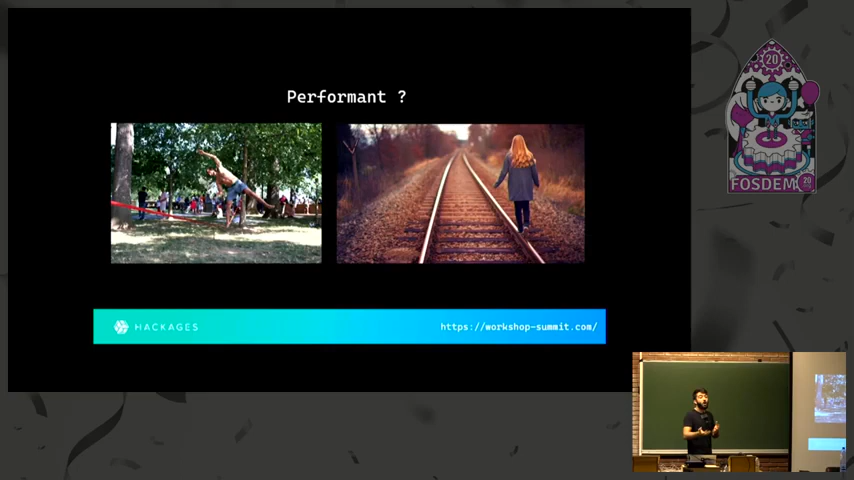 Performant ?
HACKAGES
https://workshop-summit.com/
20
FOSDEM
20